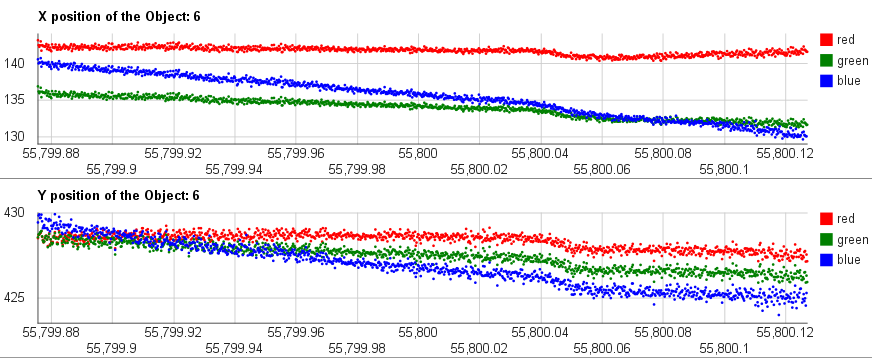 X position of the Object: 6
red
green
blue
140
135
130
55,799.88 55,799.92 55,799.96 55,800 55,800.04 55,800.08 55,800.12
55,799.9 55,799.94 55,799.98 55,800.02 55,800.06 55,800.1
Y position of the Object: 6
430
red
green
blue
425
55,799.88 55,799.92 55,799.96 55,800 55,800.04 55,800.08 55,800.12
55,799.9 55,799.94 55,799.98 55,800.02 55,800.06 55,800.1